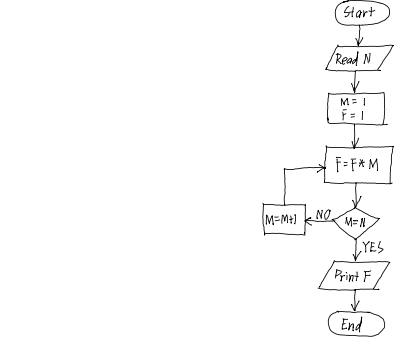 Start
Read N
M = 1
F = 1
F = F * M
NO
M = N
M = M+1
YES
Print F
End